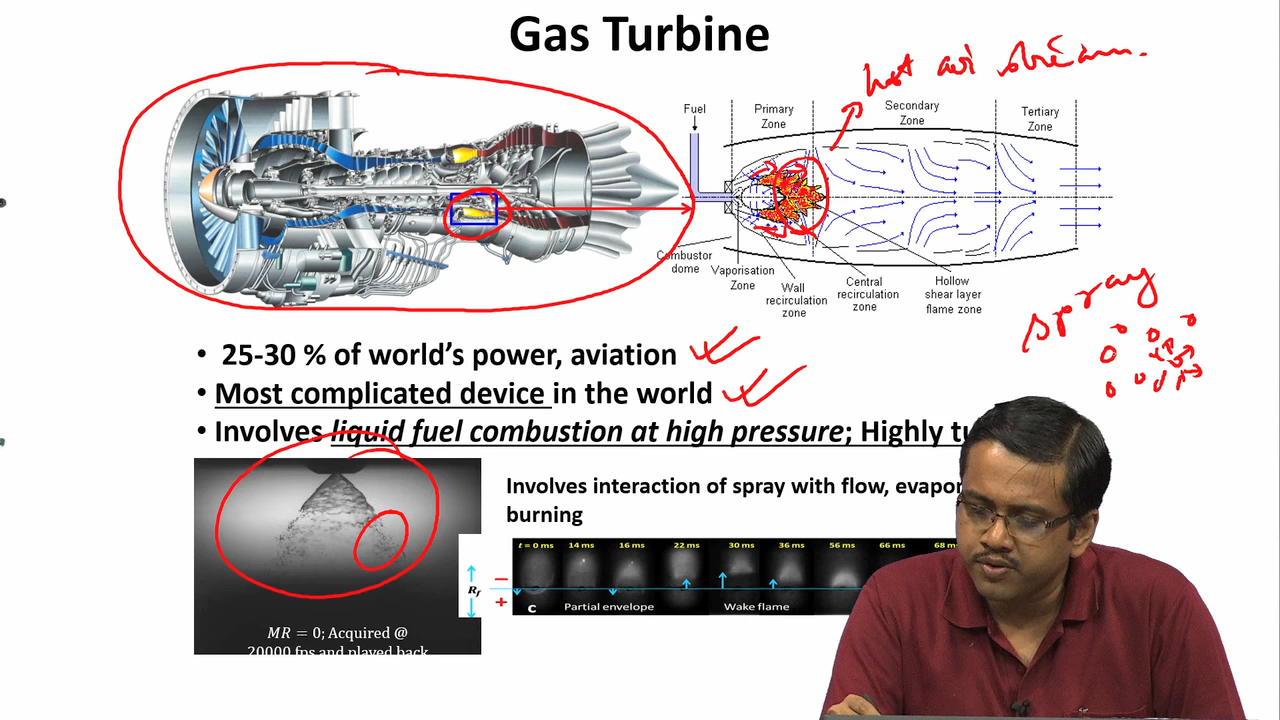 Gas Turbine
hot air stream.
Fuel
Primary
Zone
Secondary
Zone
Tertiary
Zone
Combustor
dome
Vaporisation
Zone
Wall
recirculation
zone
Central
recirculation
zone
Hollow
shear layer
flame zone
spray
• 25-30 % of world's power, aviation
• Most complicated device in the world
• Involves liquid fuel combustion at high pressure; Highly
Involves interaction of spray with flow,
burning
t = 0 ms 14 ms 16 ms 22 ms 30 ms 36 ms 56 ms 66 ms 68 ms
Rf
−
+
C Partial envelope Wake flame
MR = 0; Acquired @
20000 fps and played back